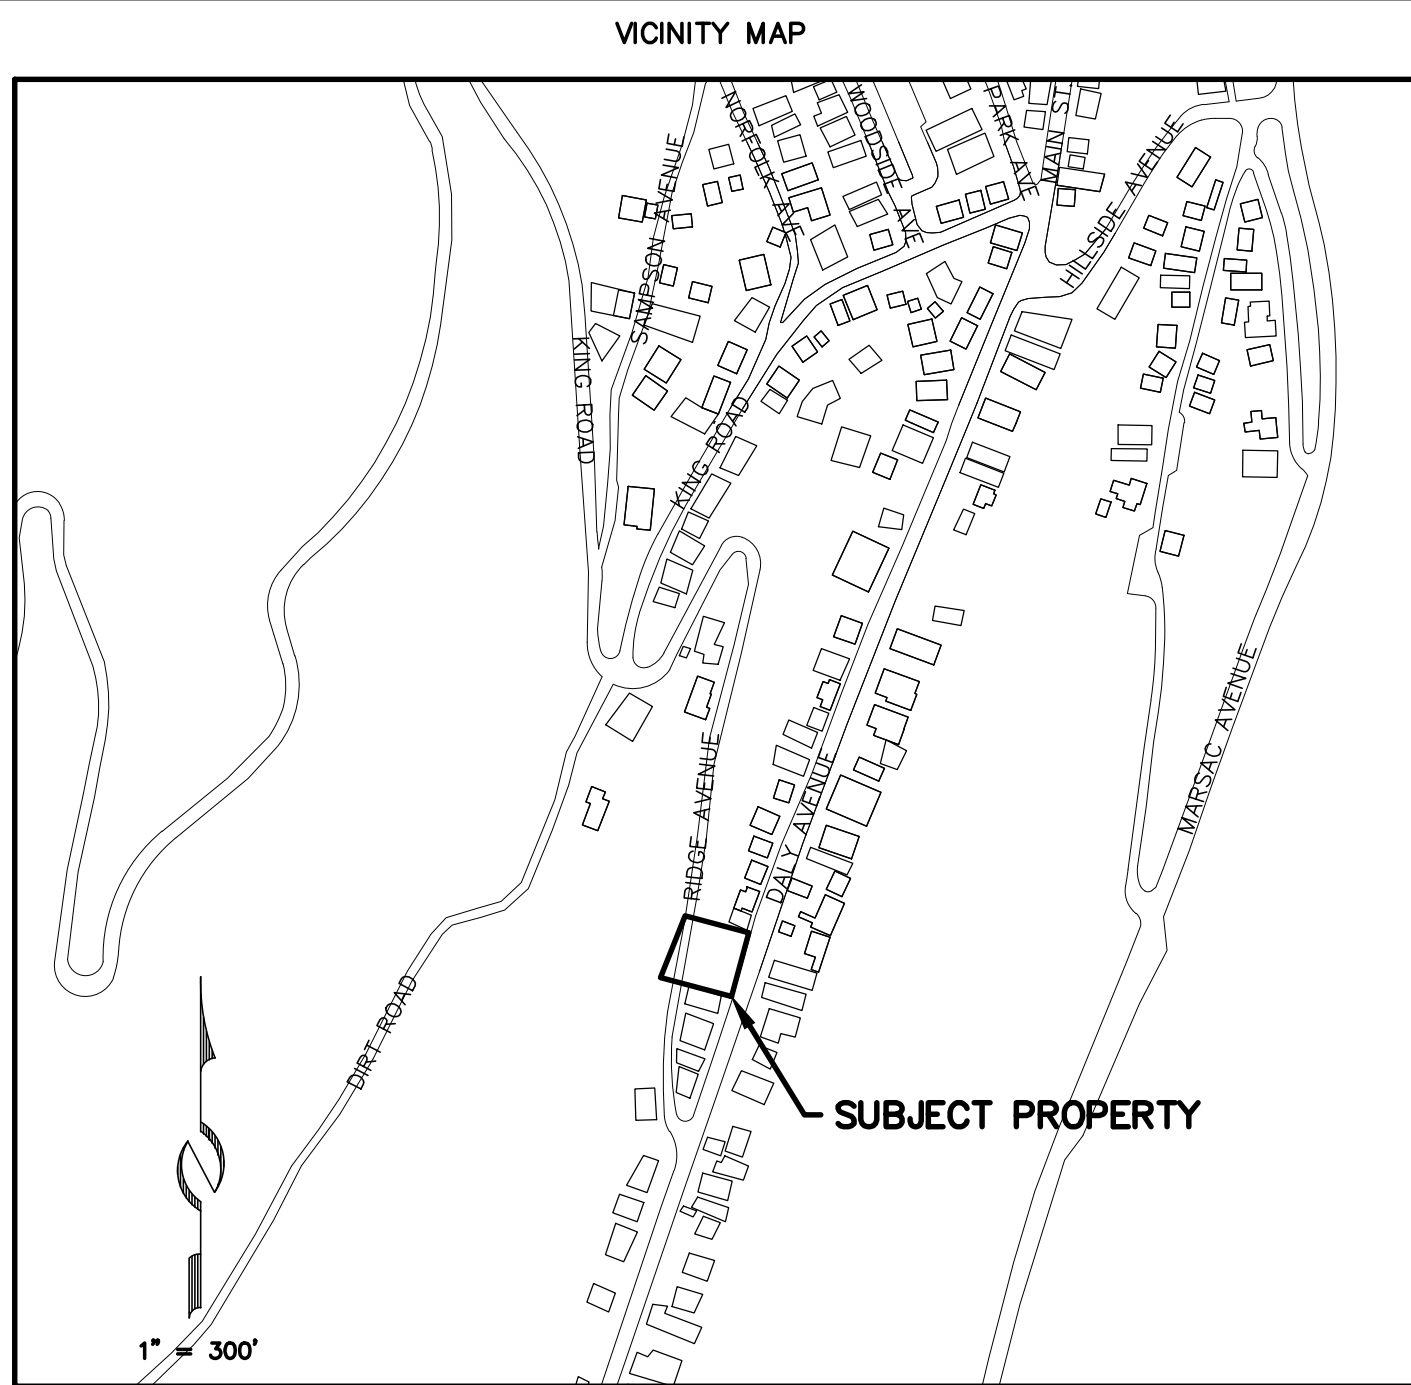 VICINITY MAP
NORFOLK AVE
WOODSIDE AVE
PARK AVE
MAIN ST.
HILLSIDE AVENUE
SAMPSON AVENUE
KING ROAD
KING ROAD
RIDGE AVENUE
DALY AVENUE
MARSAC AVENUE
DIRT ROAD
SUBJECT PROPERTY
1" = 300'